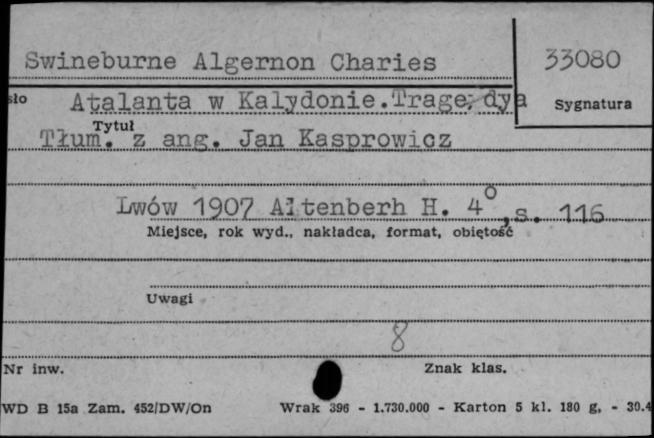 Swineburne Algernon Charies 33080
sło Atalanta w Kalydonie.Tragedya Sygnatura
Tytuł
Tłum. z ang. Jan Kasprowicz
Lwów 1907 Altenberh H. 4° ,s. 116
Miejsce, rok wyd., nakładca, format, objętość
Uwagi
8
Nr inw. Znak klas.
WD B 15a Zam. 452/DW/On Wrak 396 - 1.730.000 - Karton 5 kl. 180 g, - 30.4